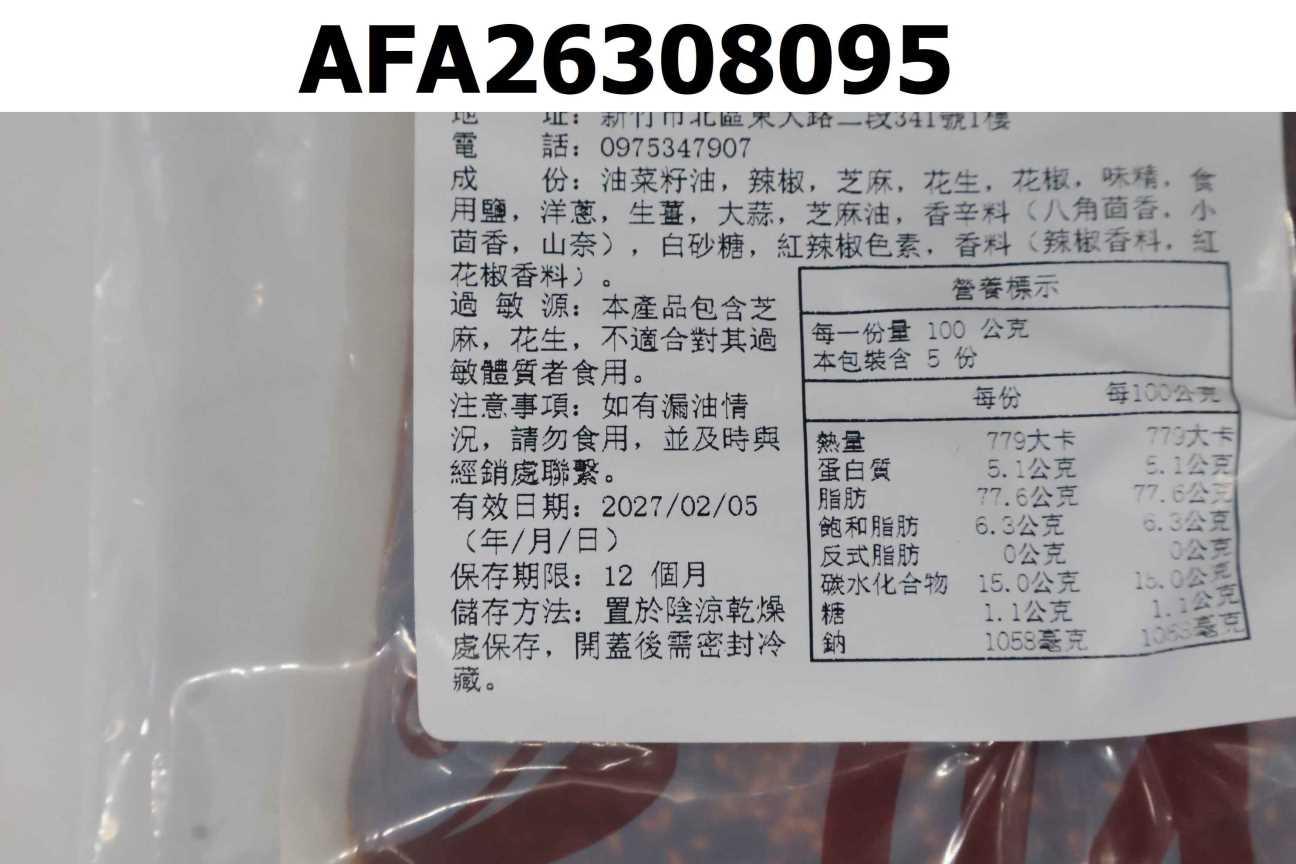 AFA26308095
地 址：新竹市北區東大路二段341號1樓
電 話：0975347907
成 份：油菜籽油，辣椒，芝麻，花生，花椒，味精，食
用鹽，洋蔥，生薑，大蒜，芝麻油，香辛料（八角茴香，小
茴香，山奈），白砂糖，紅辣椒色素，香料（辣椒香料，紅
花椒香料）。
過 敏 源：本產品包含芝
麻，花生，不適合對其過
敏體質者食用。
注意事項：如有漏油情
況，請勿食用，並及時與
經銷處聯繫。
有效日期：2027/02/05
（年/月/日）
保存期限：12 個月
儲存方法：置於陰涼乾燥
處保存，開蓋後需密封冷
藏。
營養標示
每一份量 100 公克
本包裝含 5 份
每份 每100公克
熱量 779大卡 779大卡
蛋白質 5.1公克 5.1公克
脂肪 77.6公克 77.6公克
飽和脂肪 6.3公克 6.3公克
反式脂肪 0公克 0公克
碳水化合物 15.0公克 15.0公克
糖 1.1公克 1.1公克
鈉 1058毫克 1058毫克